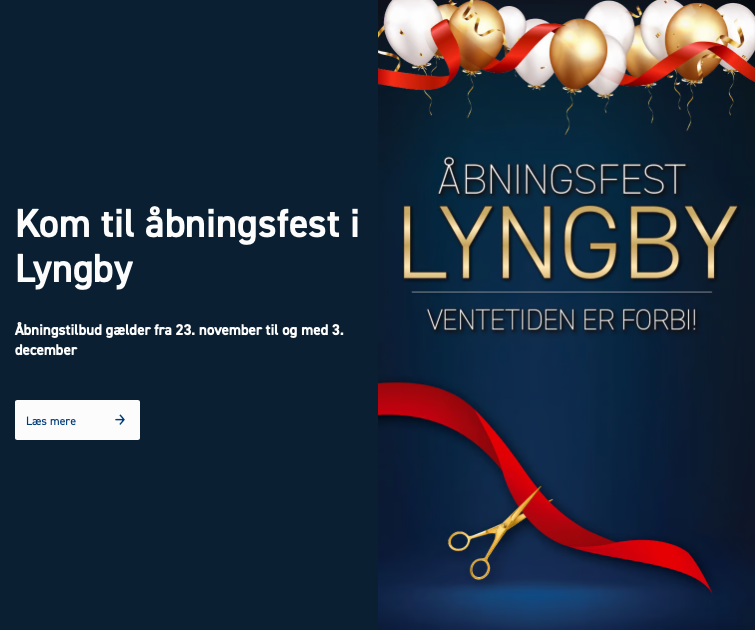 Kom til åbningsfest i
Lyngby
Åbningstilbud gælder fra 23. november til og med 3.
december
Læs mere
ÅBNINGSFEST
LYNGBY
VENTETIDEN ER FORBI!